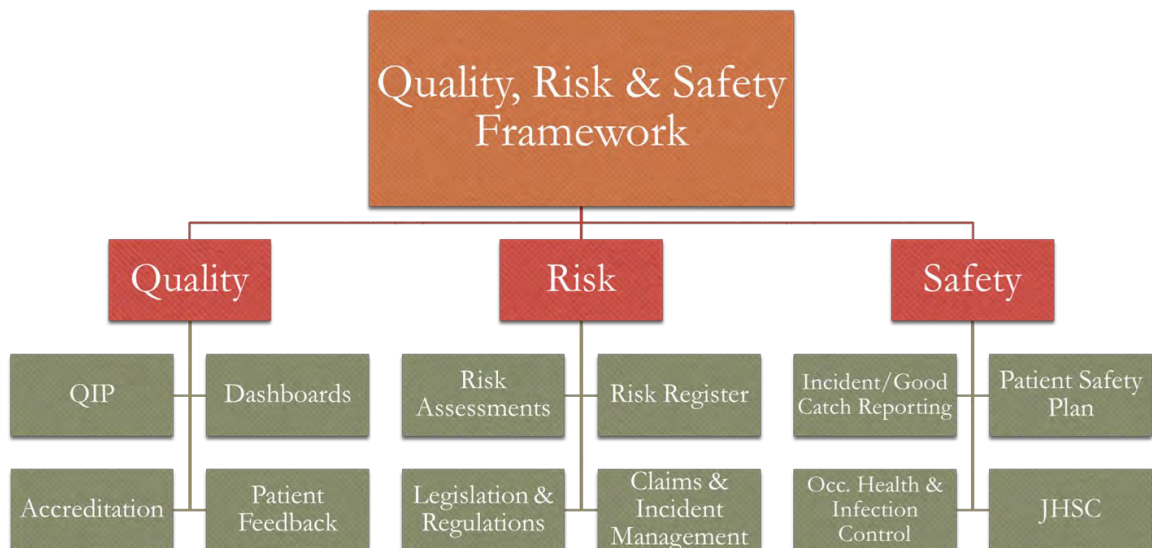 Quality, Risk & Safety
Framework
Quality
Risk
Safety
QIP
Dashboards
Risk
Assessments
Risk Register
Incident/Good
Catch Reporting
Patient Safety
Plan
Accreditation
Patient
Feedback
Legislation &
Regulations
Claims &
Incident
Management
Occ. Health &
Infection
Control
JHSC